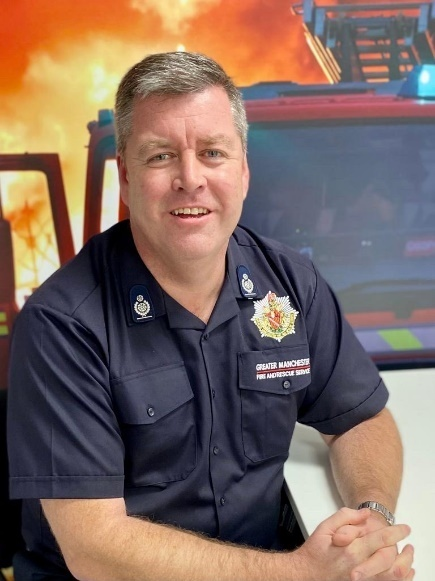 GREATER MANCHESTER
FIRE AND RESCUE SERVICE